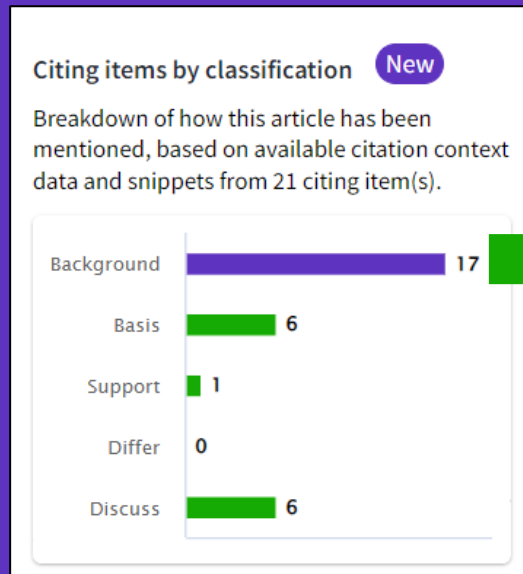 Citing items by classification New
Breakdown of how this article has been
mentioned, based on available citation context
data and snippets from 21 citing item(s).
Background 17
Basis 6
Support 1
Differ 0
Discuss 6